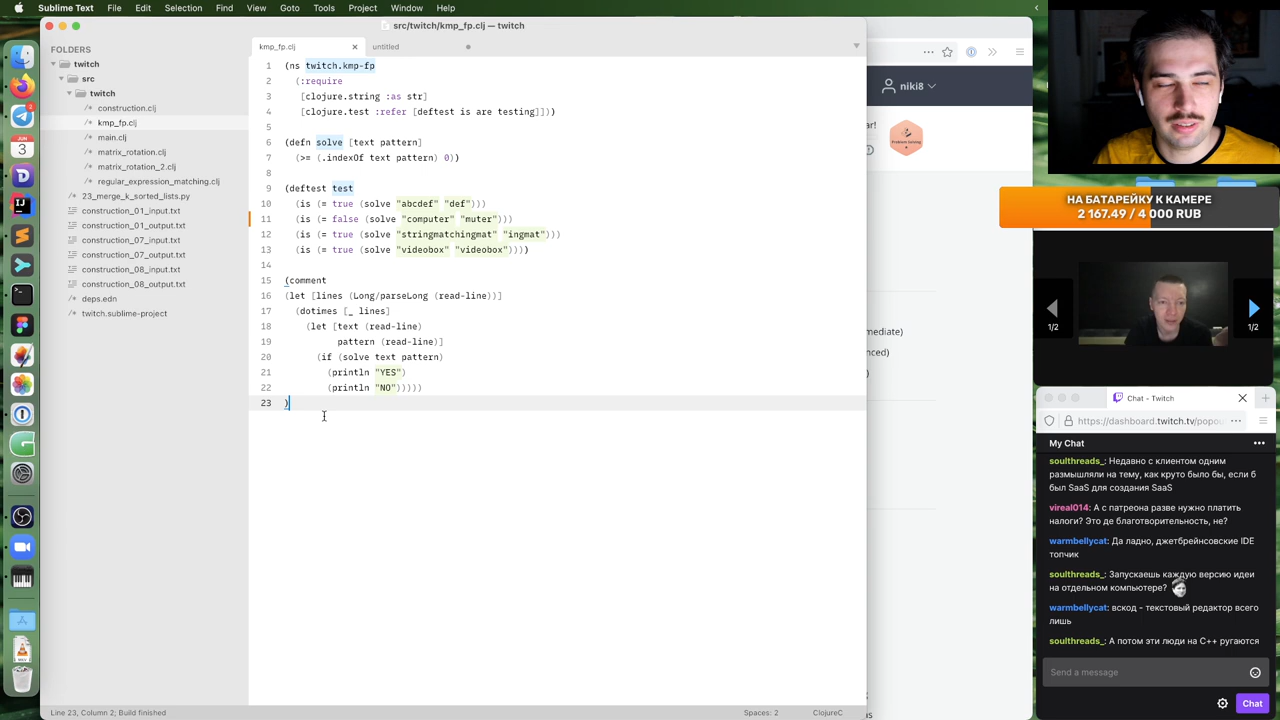 Sublime Text File Edit Selection Find View Goto Tools Project Window Help
src/twitch/kmp_fp.clj — twitch
FOLDERS
twitch
src
twitch
construction.clj
kmp_fp.clj
main.clj
matrix_rotation.clj
matrix_rotation_2.clj
regular_expression_matching.clj
23_merge_k_sorted_lists.py
construction_01_input.txt
construction_01_output.txt
construction_07_input.txt
construction_07_output.txt
construction_08_input.txt
construction_08_output.txt
deps.edn
twitch.sublime-project
JUN
3
kmp_fp.clj
untitled
1 (ns twitch.kmp-fp
2 (:require
3 [clojure.string :as str]
4 [clojure.test :refer [deftest is are testing]]))
5
6 (defn solve [text pattern]
7 (>= (.indexOf text pattern) 0))
8
9 (deftest test
10 (is (= true (solve "abcdef" "def")))
11 (is (= false (solve "computer" "muter")))
12 (is (= true (solve "stringmatchingmat" "ingmat")))
13 (is (= true (solve "videobox" "videobox"))))
14
15 (comment
16 (let [lines (Long/parseLong (read-line))]
17 (dotimes [_ lines]
18 (let [text (read-line)
19 pattern (read-line)]
20 (if (solve text pattern)
21 (println "YES")
22 (println "NO")))))
23 )
Line 23, Column 2; Build finished
Spaces: 2
ClojureC
niki8
ar!
Problem Solving
mediate)
nced)
НА БАТАРЕЙКУ К КАМЕРЕ
2 167.49 / 4 000 RUB
1/2
1/2
Chat - Twitch
https://dashboard.twitch.tv/popou
My Chat
soulthreads_: Недавно с клиентом одним
размышляли на тему, как круто было бы, если б
был SaaS для создания SaaS
vireal014: А с патреона разве нужно платить
налоги? Это де благотворительность, не?
warmbellycat: Да ладно, джетбрейнсовские IDE
топчик
soulthreads_: Запускаешь каждую версию идеи
на отдельном компьютере?
warmbellycat: вскод - текстовый редактор всего
лишь
soulthreads_: А потом эти люди на C++ ругаются
Send a message
Chat